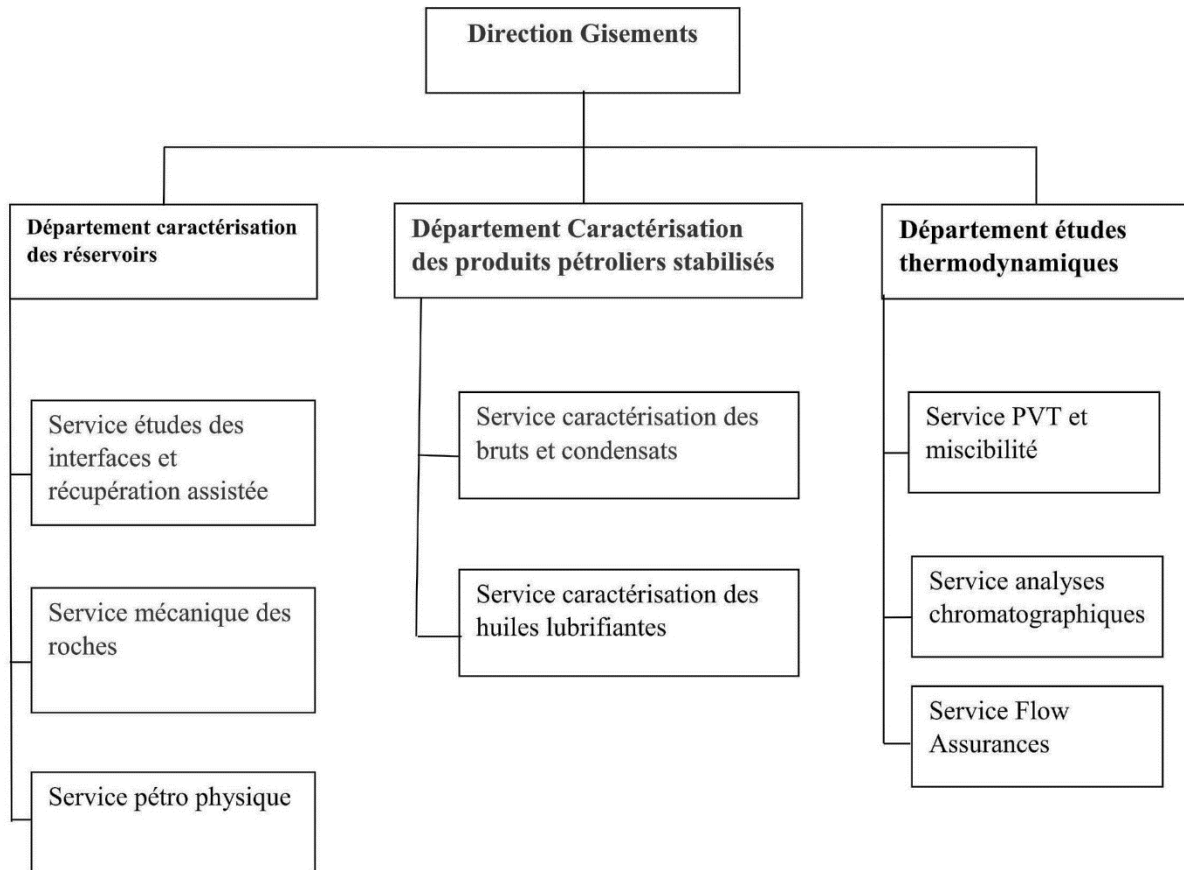 Direction Gisements
Département caractérisation
des réservoirs
Service études des
interfaces et
récupération assistée
Service mécanique des
roches
Service pétro physique
Département Caractérisation
des produits pétroliers stabilisés
Service caractérisation des
bruts et condensats
Service caractérisation des
huiles lubrifiantes
Département études
thermodynamiques
Service PVT et
miscibilité
Service analyses
chromatographiques
Service Flow
Assurances